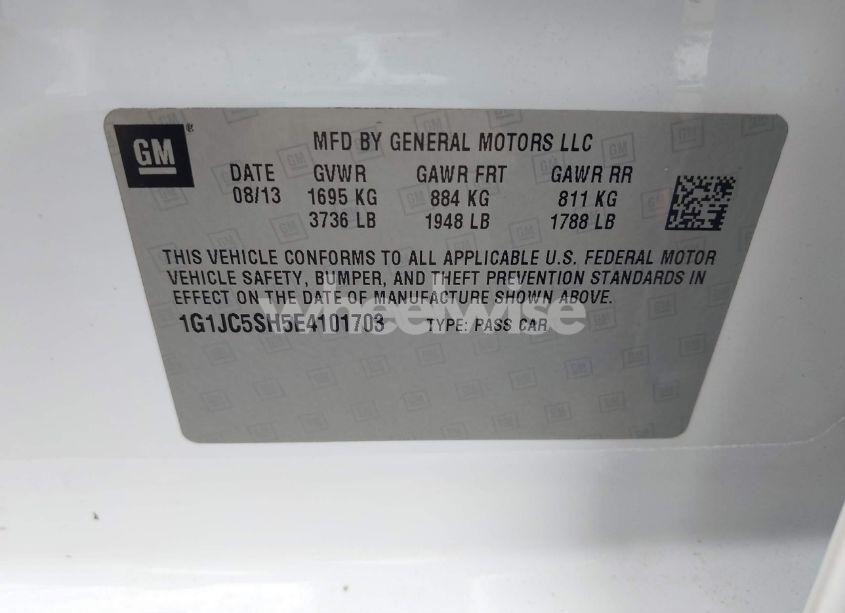 GM
MFD BY GENERAL MOTORS LLC
DATE GVWR GAWR FRT GAWR RR
08/13 1695 KG 884 KG 811 KG
3736 LB 1948 LB 1788 LB
THIS VEHICLE CONFORMS TO ALL APPLICABLE U.S. FEDERAL MOTOR
VEHICLE SAFETY, BUMPER, AND THEFT PREVENTION STANDARDS IN
EFFECT ON THE DATE OF MANUFACTURE SHOWN ABOVE.
1G1JC5SH5E4101703 TYPE: PASS CAR
wheelwise